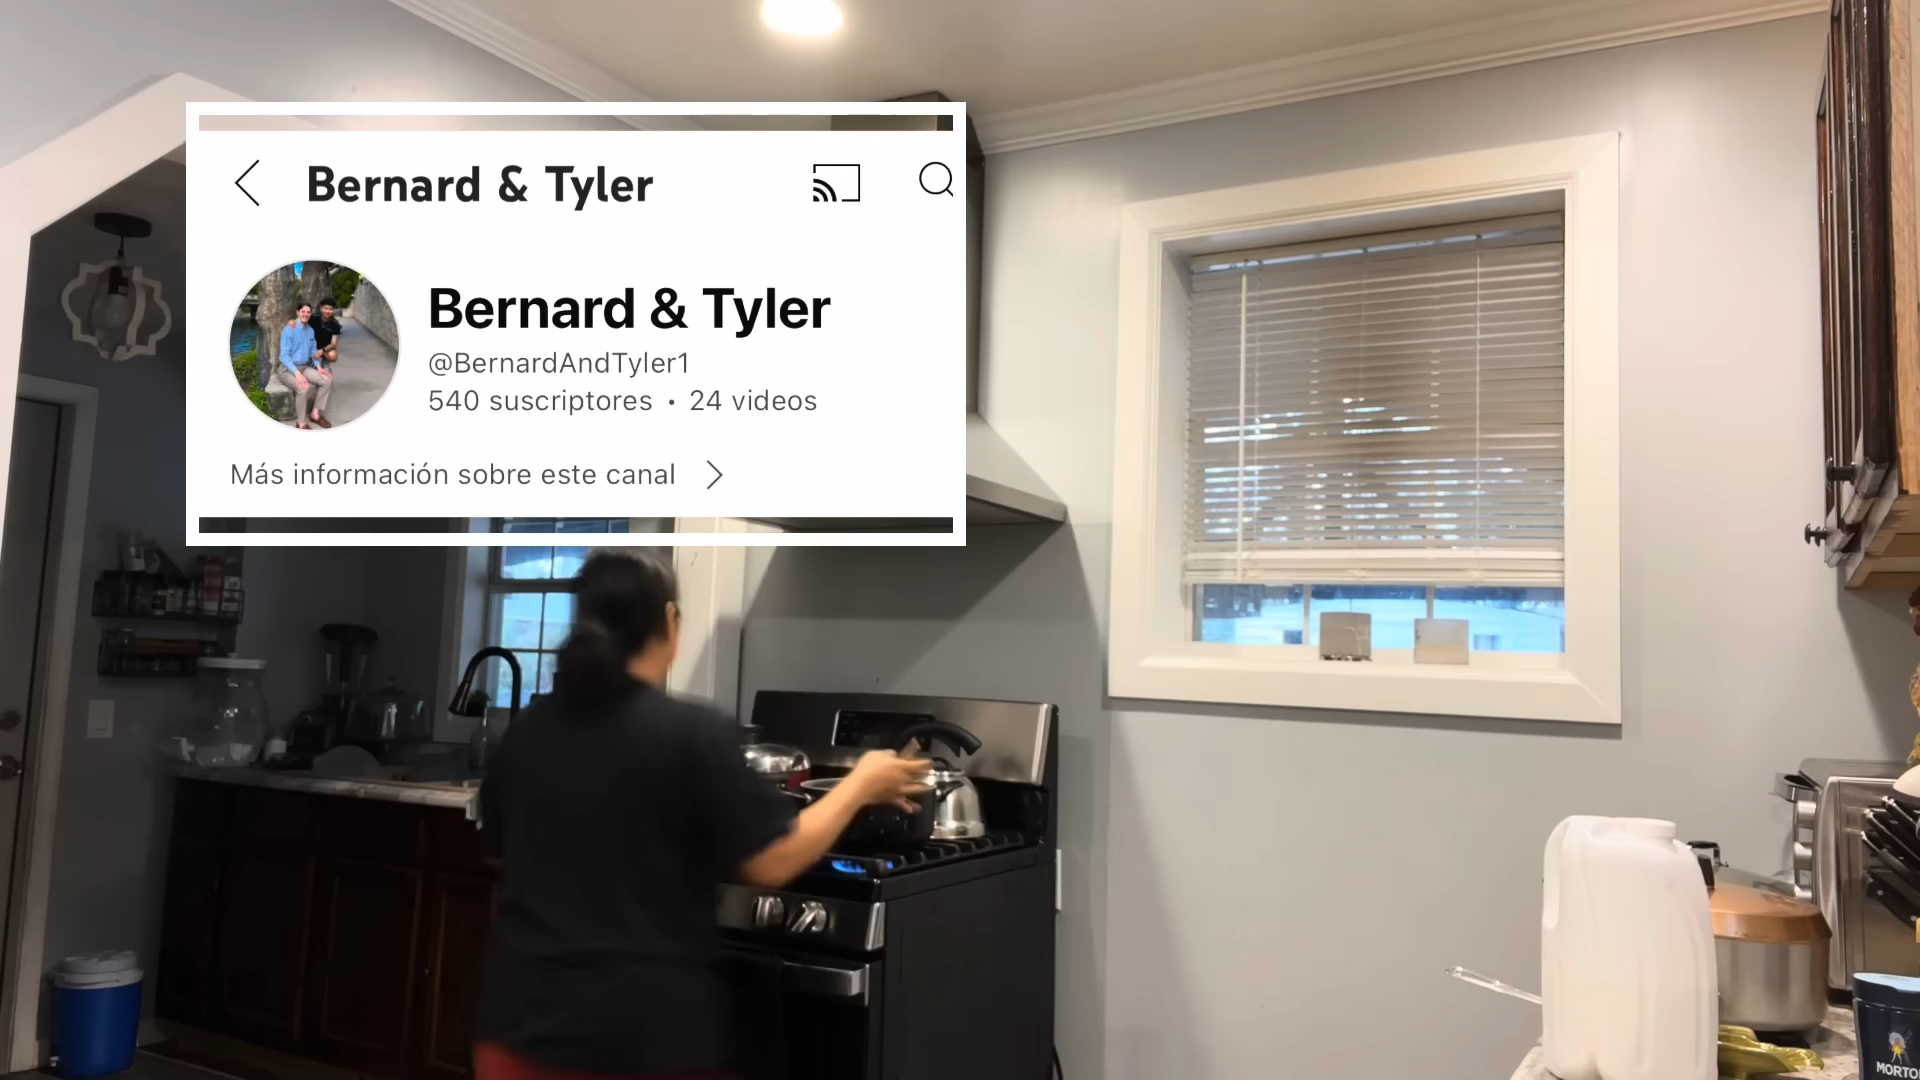 Bernard & Tyler
Bernard & Tyler
@BernardAndTyler1
540 suscriptores • 24 videos
Más información sobre este canal